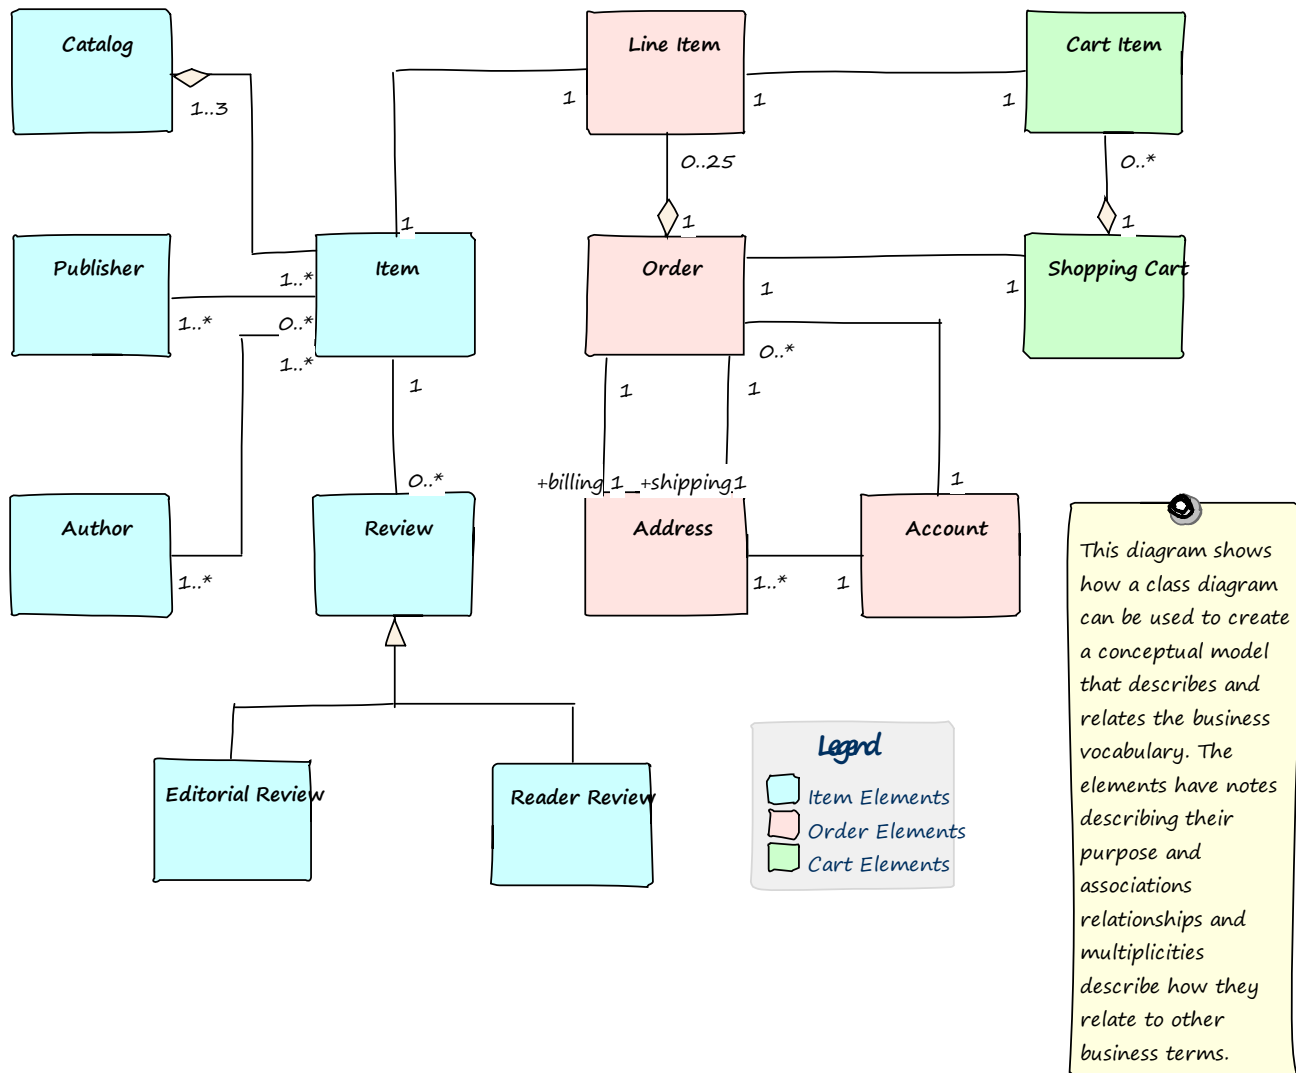 Catalog
Line Item
Cart Item
1..3
1
1
1
0..25
0..*
1
1
1
Publisher
Item
Order
Shopping Cart
1..*
1
1
1..*
0..*
0..*
1..*
1
1
1
0..*
+billing 1
+shipping 1
1
Author
Review
Address
Account
1..*
1..*
1
Editorial Review
Reader Review
Legend
Item Elements
Order Elements
Cart Elements
This diagram shows
how a class diagram
can be used to create
a conceptual model
that describes and
relates the business
vocabulary. The
elements have notes
describing their
purpose and
associations
relationships and
multiplicities
describe how they
relate to other
business terms.